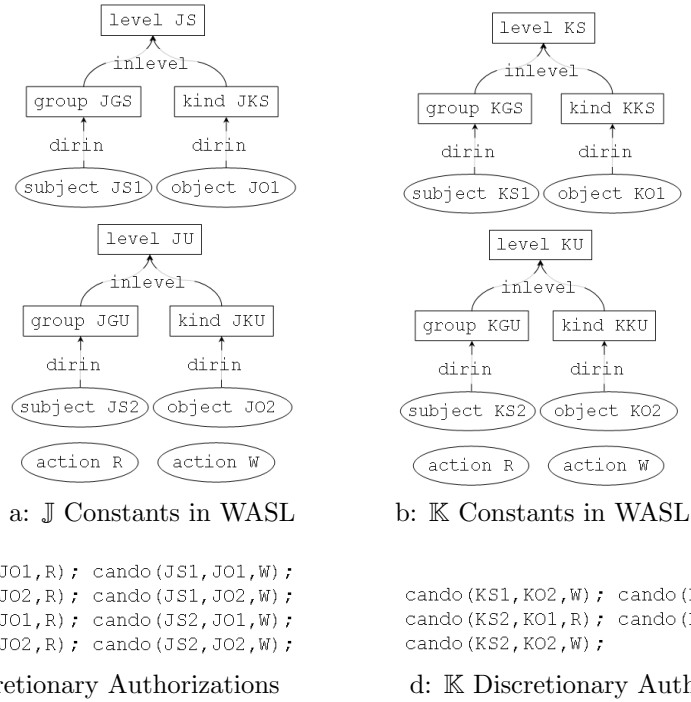 level JS
inlevel
group JGS kind JKS
dirin dirin
subject JS1 object JO1
level JU
inlevel
group JGU kind JKU
dirin dirin
subject JS2 object JO2
action R action W
a: 𝕁 Constants in WASL
level KS
inlevel
group KGS kind KKS
dirin dirin
subject KS1 object KO1
level KU
inlevel
group KGU kind KKU
dirin dirin
subject KS2 object KO2
action R action W
b: 𝕂 Constants in WASL
JO1,R); cando(JS1,JO1,W);
JO2,R); cando(JS1,JO2,W);
JO1,R); cando(JS2,JO1,W);
JO2,R); cando(JS2,JO2,W);
retionary Authorizations
cando(KS1,KO2,W); cando(
cando(KS2,KO1,R); cando(
cando(KS2,KO2,W);
d: 𝕂 Discretionary Auth